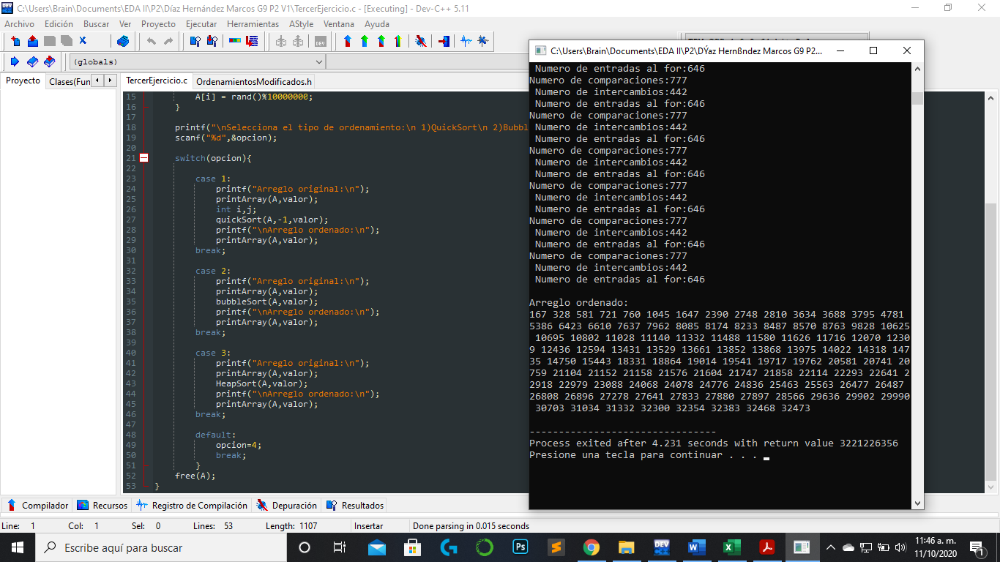 C:\Users\Brain\Documents\EDA II\P2\Díaz Hernández Marcos G9 P2 V1\TercerEjercicio.c - [Executing] - Dev-C++ 5.11
Archivo Edición Buscar Ver Proyecto Ejecutar Herramientas AStyle Ventana Ayuda
(globals)
Proyecto Clases(Fun
TercerEjercicio.c OrdenamientosModificados.h
15 A[i] = rand()%10000000;
16 }
17
18 printf("\nSelecciona el tipo de ordenamiento:\n 1)QuickSort\n 2)Bubbl
19 scanf("%d",&opcion);
20
21 switch(opcion){
22
23 case 1:
24 printf("Arreglo original:\n");
25 printArray(A,valor);
26 int i,j;
27 quickSort(A,-1,valor);
28 printf("\nArreglo ordenado:\n");
29 printArray(A,valor);
30 break;
31
32 case 2:
33 printf("Arreglo original:\n");
34 printArray(A,valor);
35 bubbleSort(A,valor);
36 printf("\nArreglo ordenado:\n");
37 printArray(A,valor);
38 break;
39
40 case 3:
41 printf("Arreglo original:\n");
42 printArray(A,valor);
43 HeapSort(A,valor);
44 printf("\nArreglo ordenado:\n");
45 printArray(A,valor);
46 break;
47
48 default:
49 opcion=4;
50 break;
51 }
52 free(A);
53 }
C:\Users\Brain\Documents\EDA II\P2\DÝaz Hernßndez Marcos G9 P2...
Numero de entradas al for:646
Numero de comparaciones:777
Numero de intercambios:442
Numero de entradas al for:646
Numero de comparaciones:777
Numero de intercambios:442
Numero de entradas al for:646
Numero de comparaciones:777
Numero de intercambios:442
Numero de entradas al for:646
Numero de comparaciones:777
Numero de intercambios:442
Numero de entradas al for:646
Numero de comparaciones:777
Numero de intercambios:442
Numero de entradas al for:646
Numero de comparaciones:777
Numero de intercambios:442
Numero de entradas al for:646
Arreglo ordenado:
167 328 581 721 760 1045 1647 2390 2748 2810 3634 3688 3795 4781
5386 6423 6610 7637 7962 8085 8174 8233 8487 8570 8763 9828 10625
10695 10802 11028 11140 11332 11488 11580 11626 11716 12070 1230
9 12436 12594 13431 13529 13661 13852 13868 13975 14022 14318 147
35 14750 15443 18331 18864 19014 19541 19717 19762 20581 20741 20
759 21104 21152 21158 21576 21604 21747 21858 22114 22293 22641 2
2918 22979 23088 24068 24078 24776 24836 25463 25563 26477 26487
26808 26896 27278 27641 27833 27880 27897 28566 29636 29902 29990
30703 31034 31332 32300 32354 32383 32468 32473
--------------------------------
Process exited after 4.231 seconds with return value 3221226356
Presione una tecla para continuar . . .
Compilador Recursos Registro de Compilación Depuración Resultados
Line: 1 Col: 1 Sel: 0 Lines: 53 Length: 1107 Insertar Done parsing in 0.015 seconds
Escribe aquí para buscar
11:46 a. m.
11/10/2020